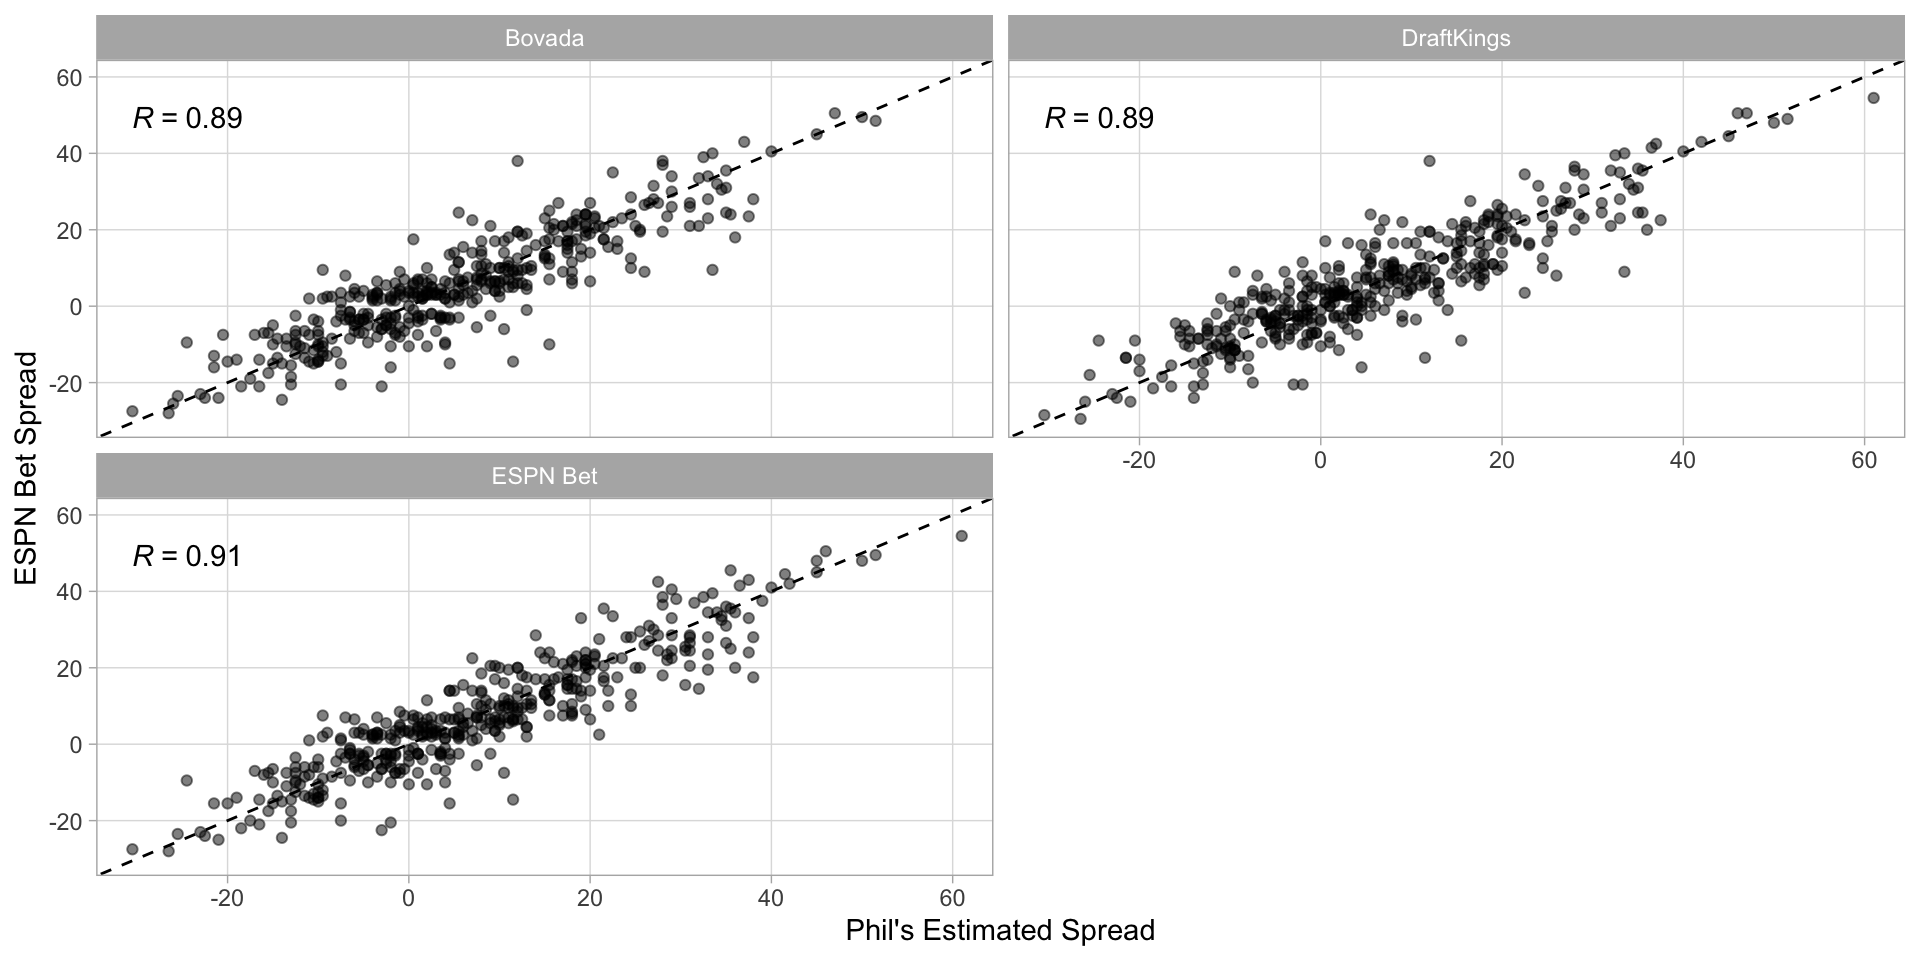 Bovada
DraftKings
60
40
20
0
-20
R = 0.89
R = 0.89
-20 0 20 40 60
ESPN Bet Spread
ESPN Bet
60
40
20
0
-20
R = 0.91
-20 0 20 40 60
Phil's Estimated Spread